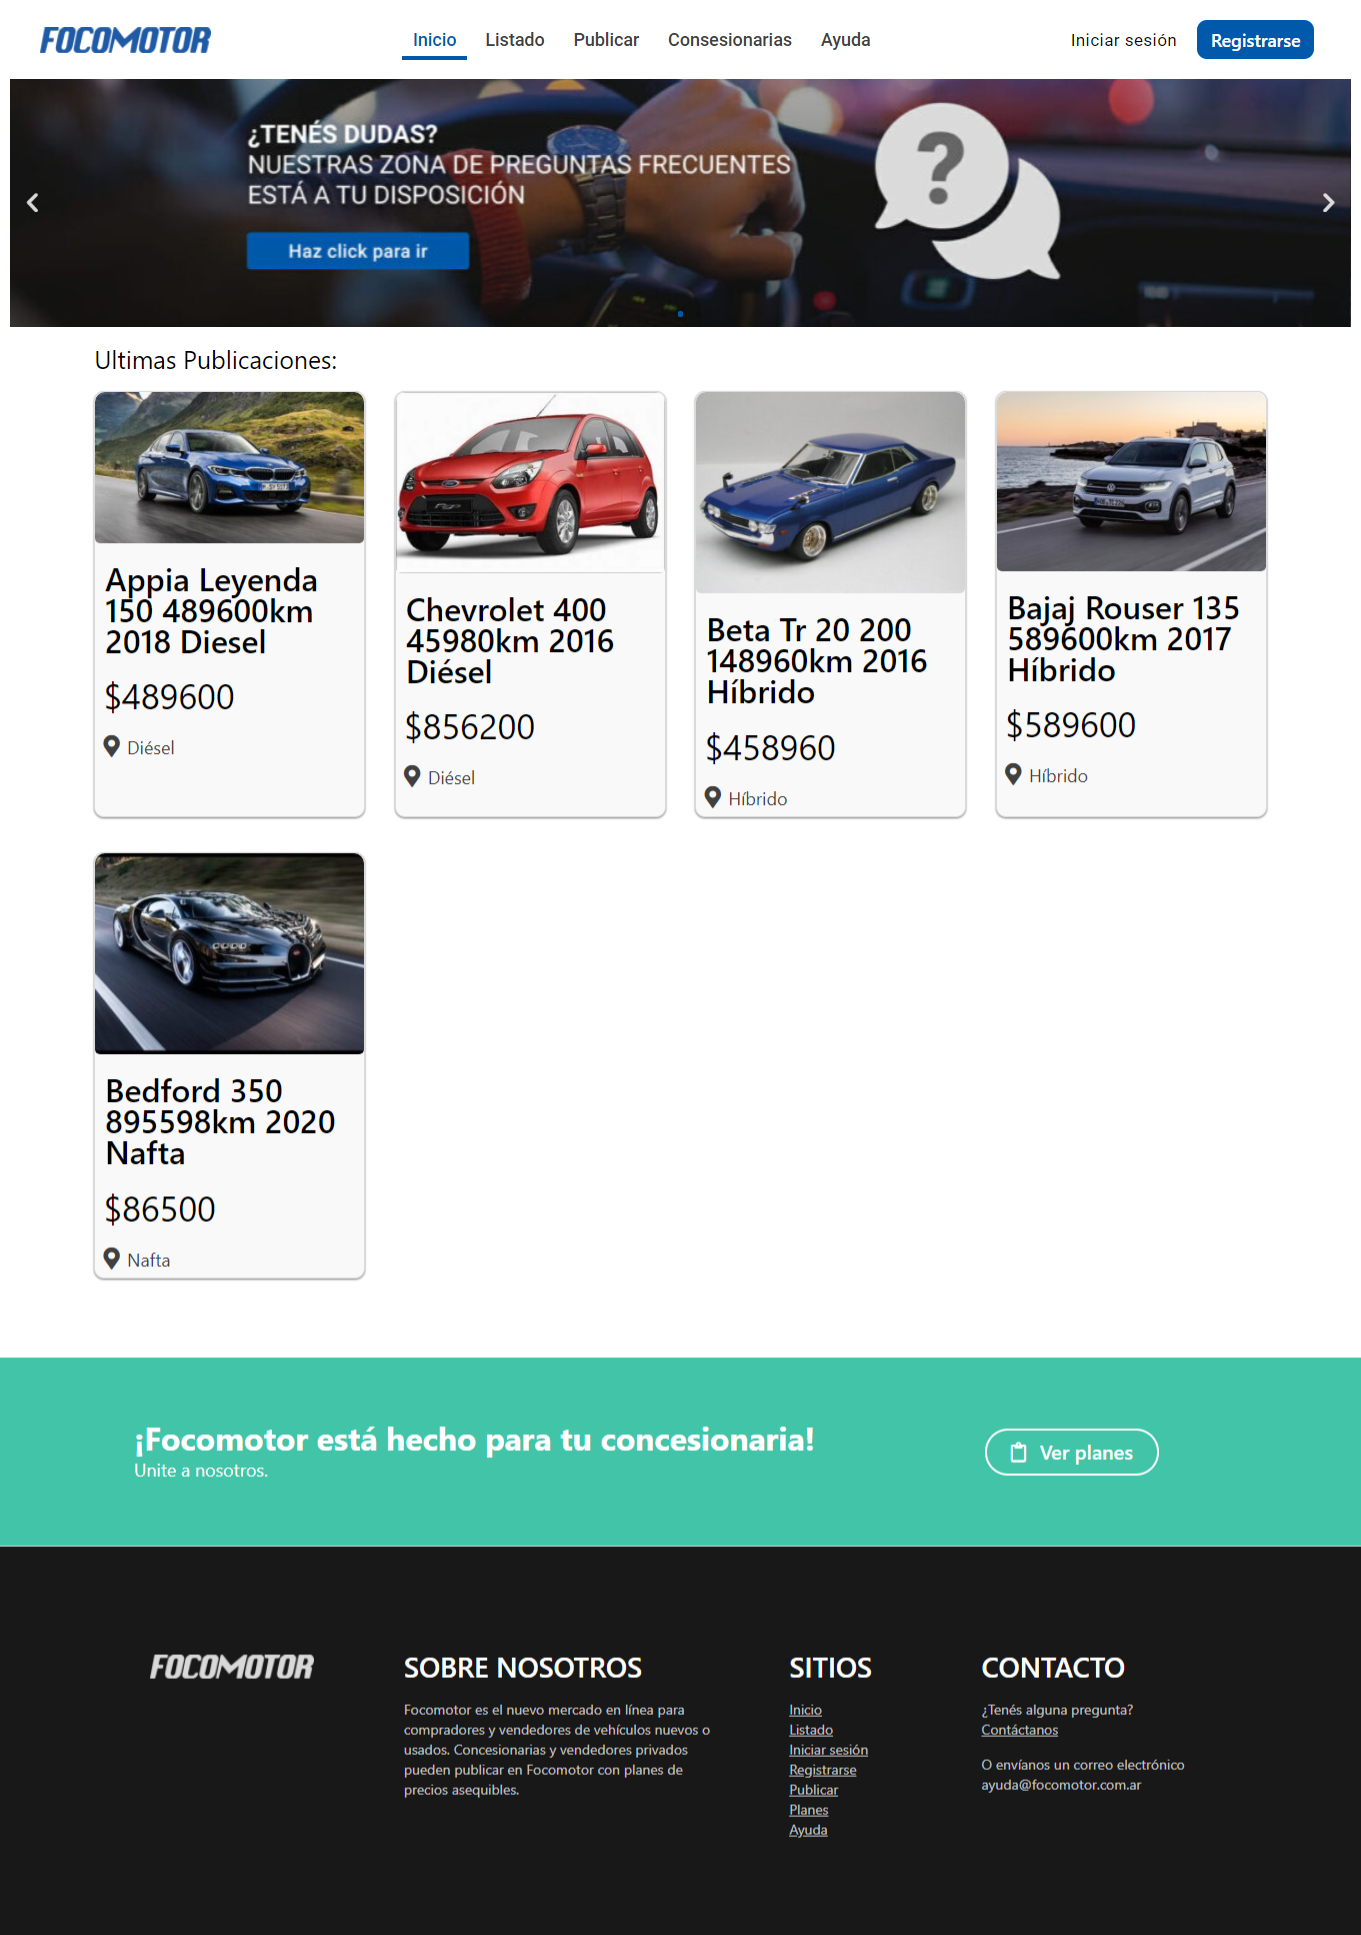 FOCOMOTOR
Inicio Listado Publicar Consesionarias Ayuda
Iniciar sesión Registrarse
¿TENÉS DUDAS?
NUESTRAS ZONA DE PREGUNTAS FRECUENTES
ESTÁ A TU DISPOSICIÓN
?
Haz click para ir
Ultimas Publicaciones:
Appia Leyenda
150 489600km
2018 Diesel
$489600
Diésel
Chevrolet 400
45980km 2016
Diésel
$856200
Diésel
Beta Tr 20 200
148960km 2016
Híbrido
$458960
Híbrido
Bajaj Rouser 135
589600km 2017
Híbrido
$589600
Híbrido
Bedford 350
895598km 2020
Nafta
$86500
Nafta
¡Focomotor está hecho para tu concesionaria!
Unite a nosotros.
Ver planes
FOCOMOTOR
SOBRE NOSOTROS
Focomotor es el nuevo mercado en línea para
compradores y vendedores de vehículos nuevos o
usados. Concesionarias y vendedores privados
pueden publicar en Focomotor con planes de
precios asequibles.
SITIOS
Inicio
Listado
Iniciar sesión
Registrarse
Publicar
Planes
Ayuda
CONTACTO
¿Tenés alguna pregunta?
Contáctanos
O envíanos un correo electrónico
ayuda@focomotor.com.ar